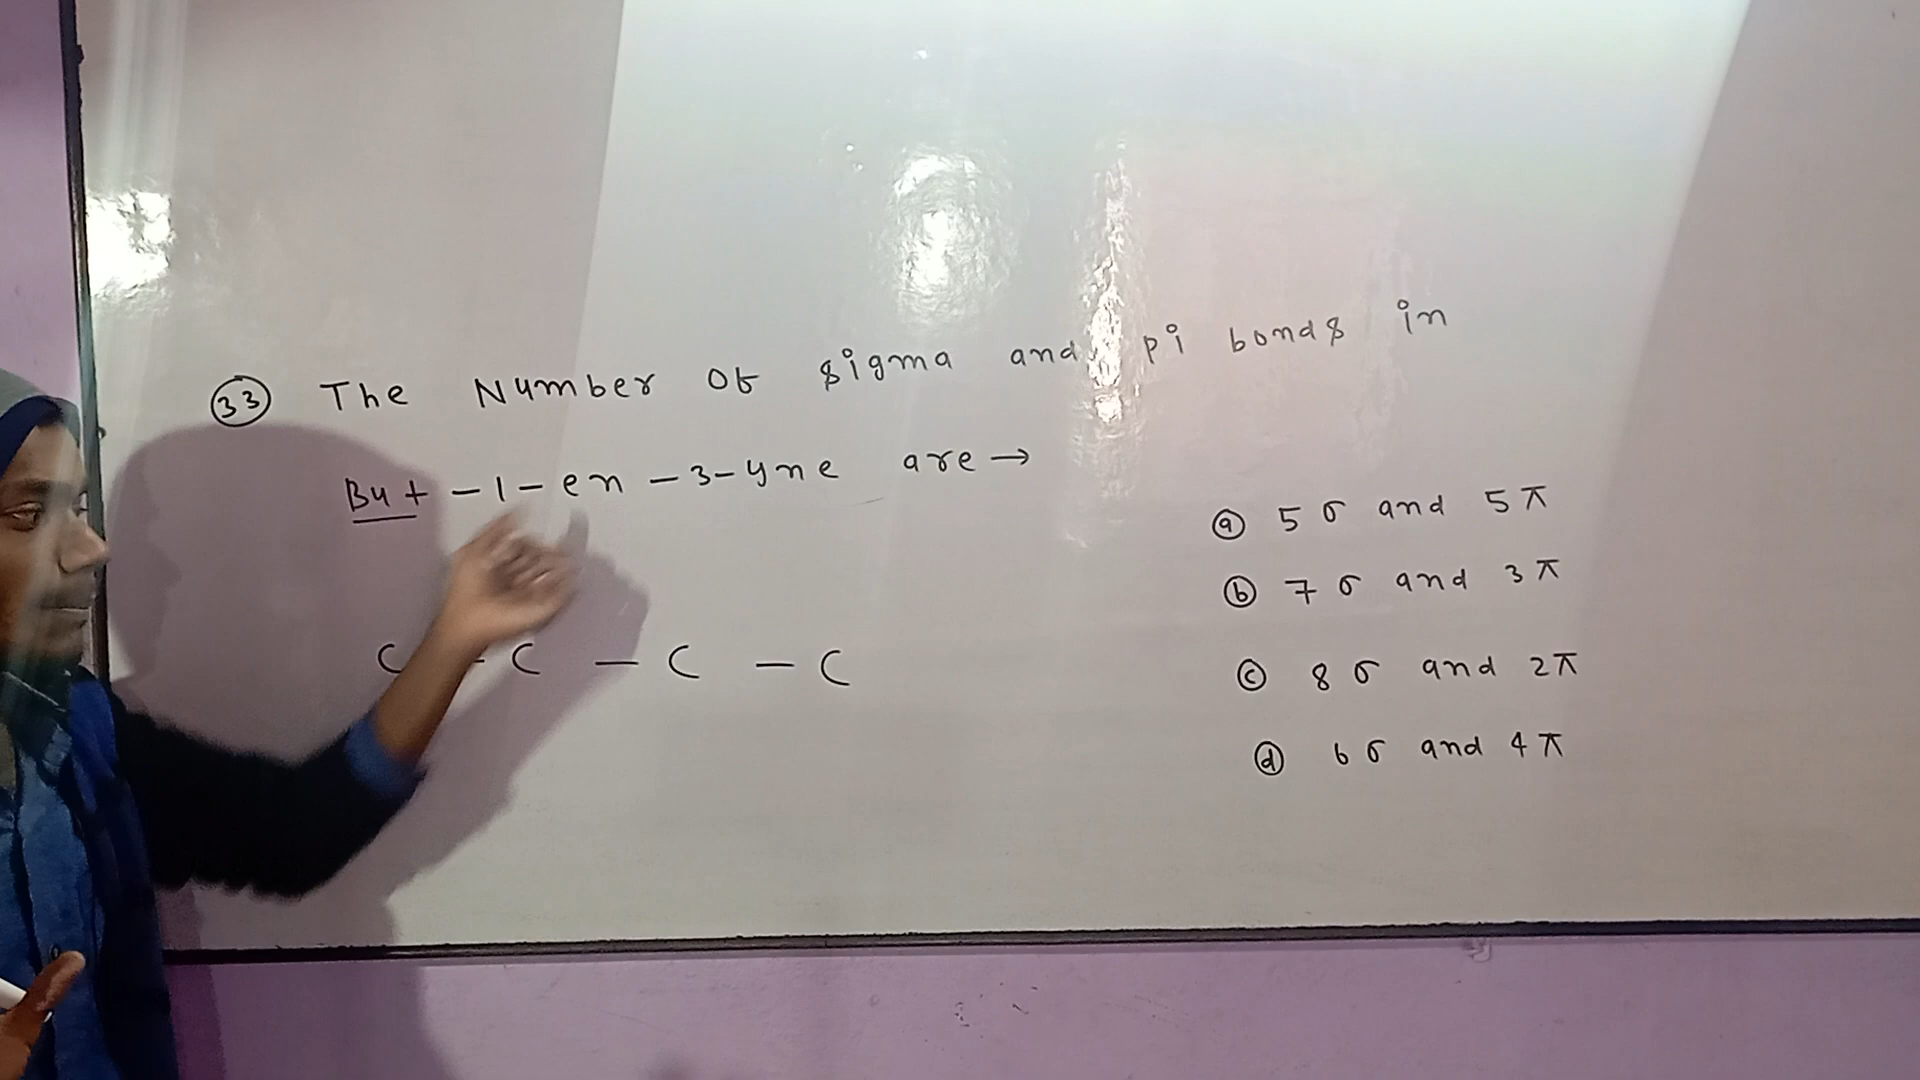 33 The Number of sigma and pi bonds in
But - 1 - en - 3 - yne are →
a 5 σ and 5 π
b 7 σ and 3 π
c 8 σ and 2 π
d 6 σ and 4 π
C - C - C - C